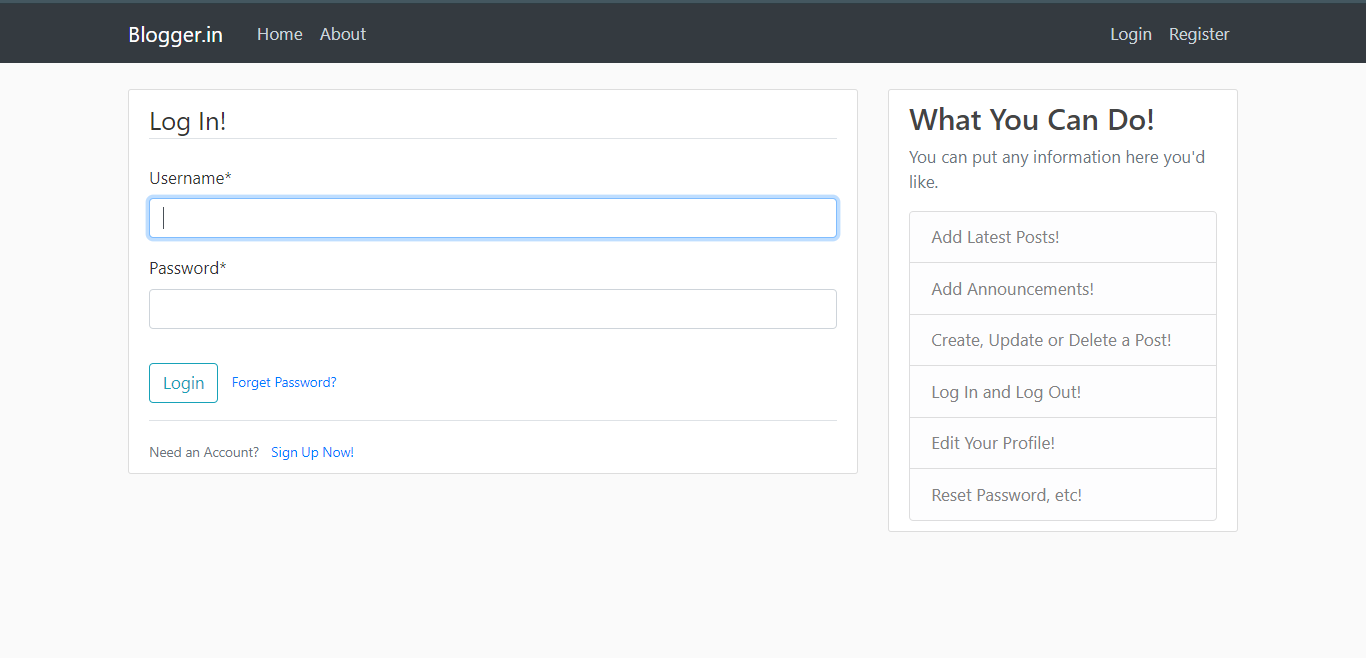 Blogger.in Home About Login Register
Log In!
Username*
Password*
Login Forget Password?
Need an Account? Sign Up Now!
What You Can Do!
You can put any information here you'd
like.
Add Latest Posts!
Add Announcements!
Create, Update or Delete a Post!
Log In and Log Out!
Edit Your Profile!
Reset Password, etc!